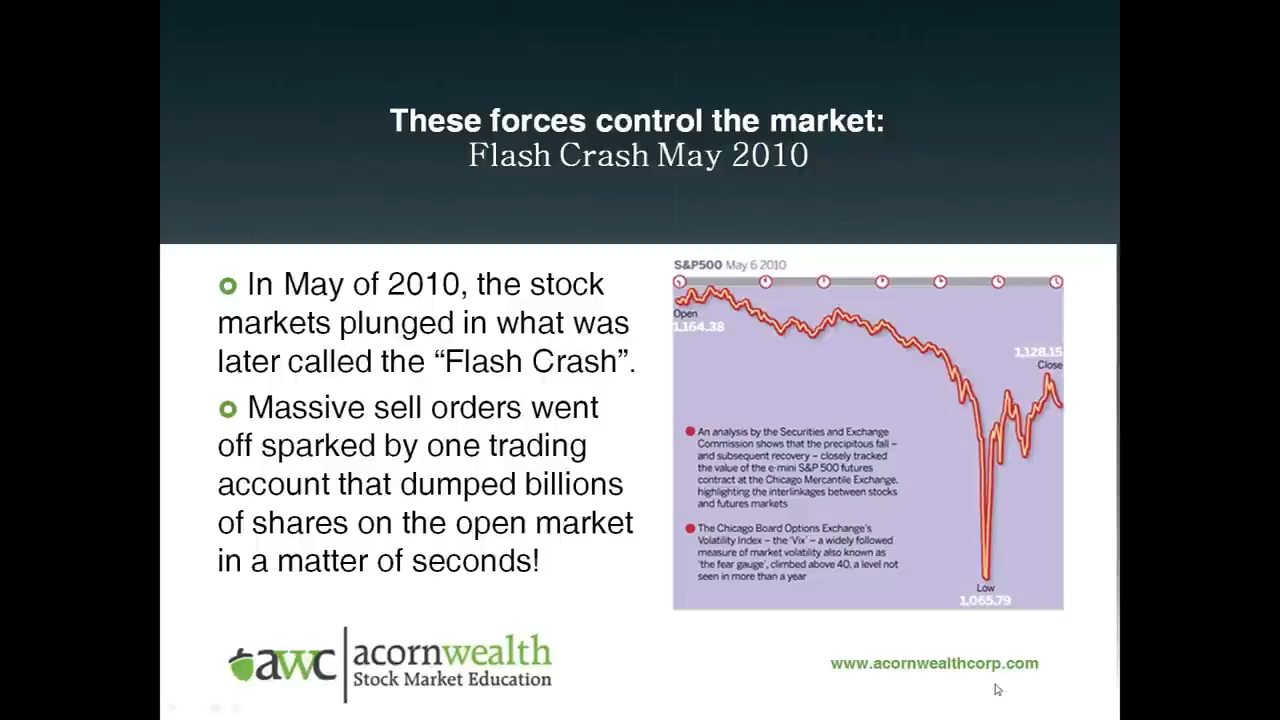 These forces control the market:
Flash Crash May 2010
In May of 2010, the stock
markets plunged in what was
later called the “Flash Crash”.
Massive sell orders went
off sparked by one trading
account that dumped billions
of shares on the open market
in a matter of seconds!
S&P500 May 6 2010
Open
1,164.38
1,128.15
Close
An analysis by the Securities and Exchange
Commission shows that the precipitous fall –
and subsequent recovery – closely tracked
the value of the e-mini S&P 500 futures
contract at the Chicago Mercantile Exchange,
highlighting the interlinkages between stocks
and futures markets
The Chicago Board Options Exchange's
Volatility Index – the 'Vix' – a widely followed
measure of market volatility also known as
'the fear gauge', climbed above 40, a level not
seen in more than a year
Low
1,065.79
awc
acornwealth
Stock Market Education
www.acornwealthcorp.com